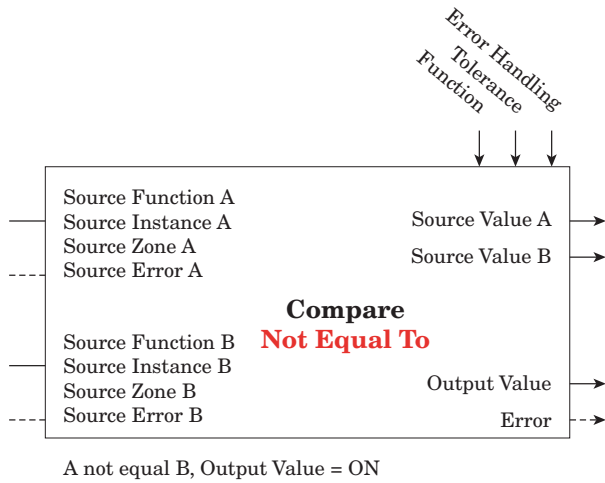 Error Handling
Tolerance
Function
Source Function A
Source Instance A
Source Zone A
Source Error A
Source Value A
Source Value B
Compare
Not Equal To
Source Function B
Source Instance B
Source Zone B
Source Error B
Output Value
Error
A not equal B, Output Value = ON